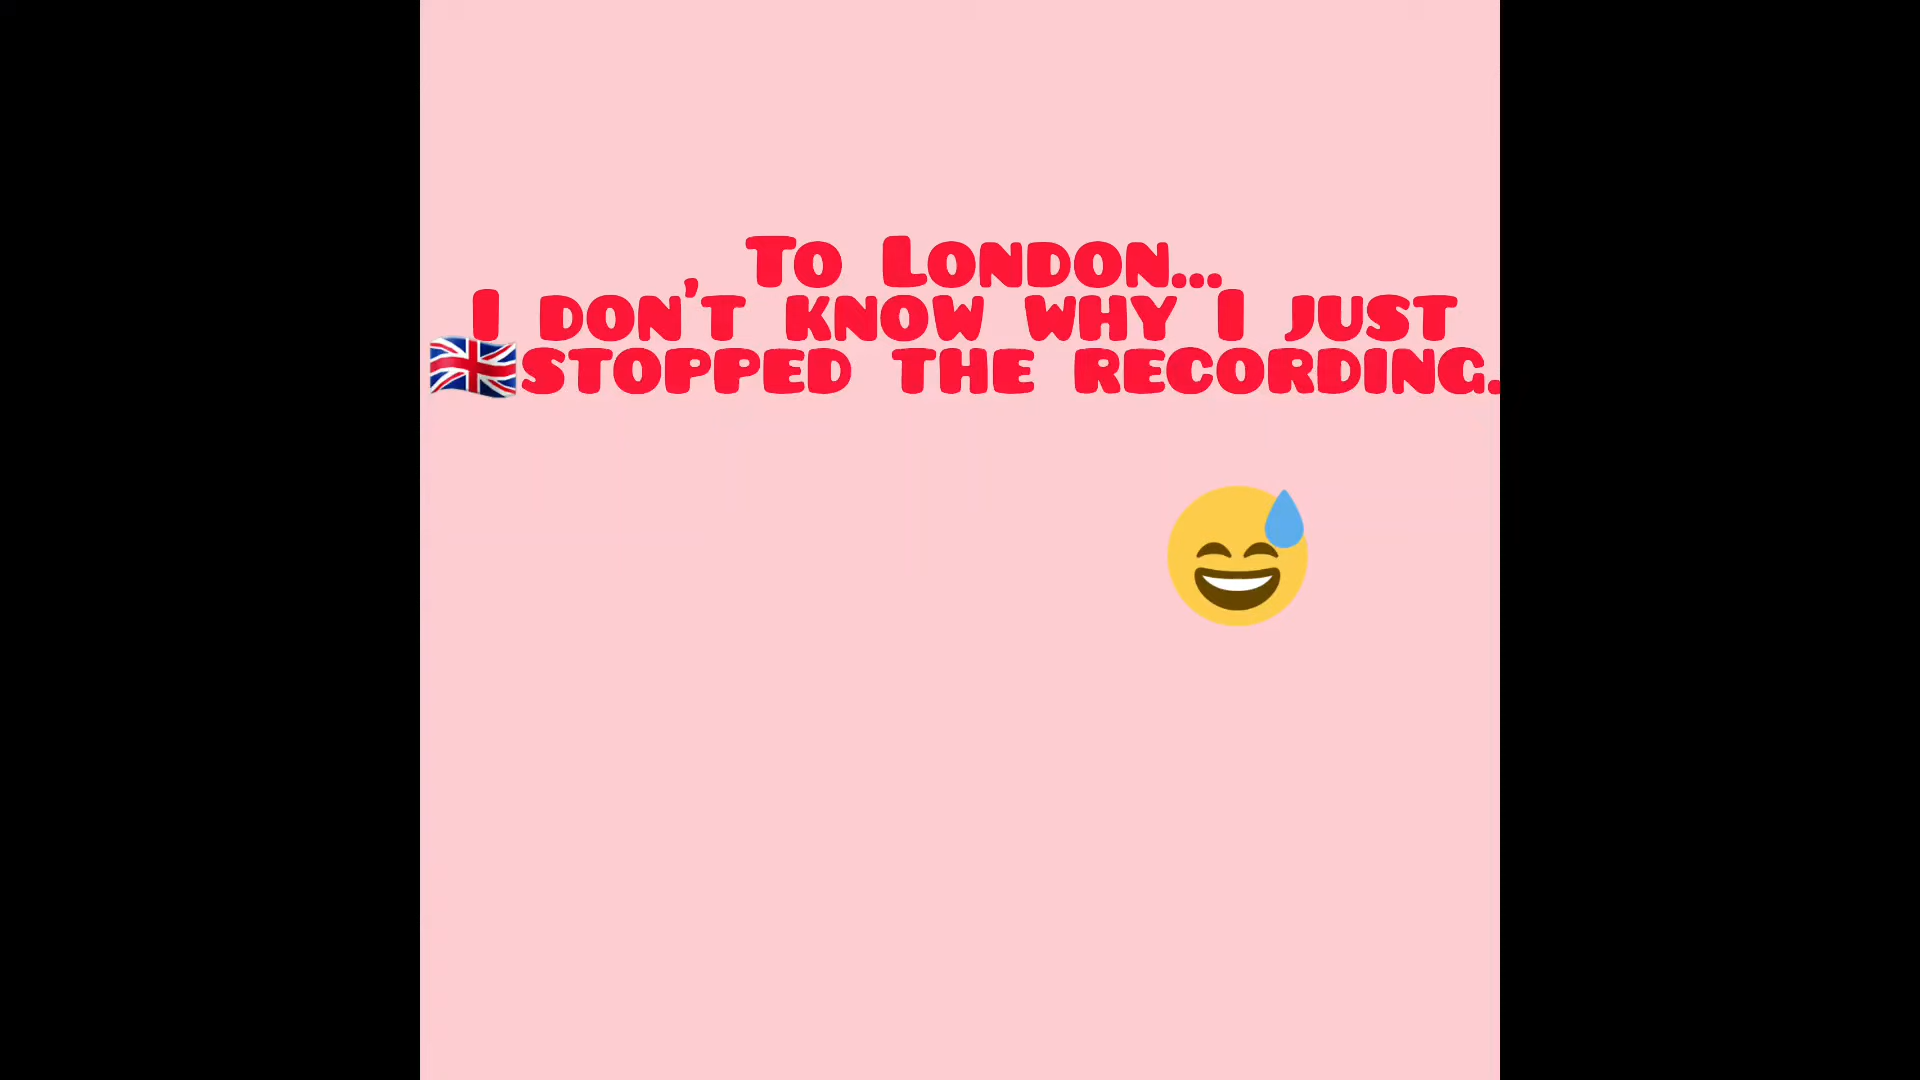 To London...
I don't know why I just
🇬🇧stopped the recording.